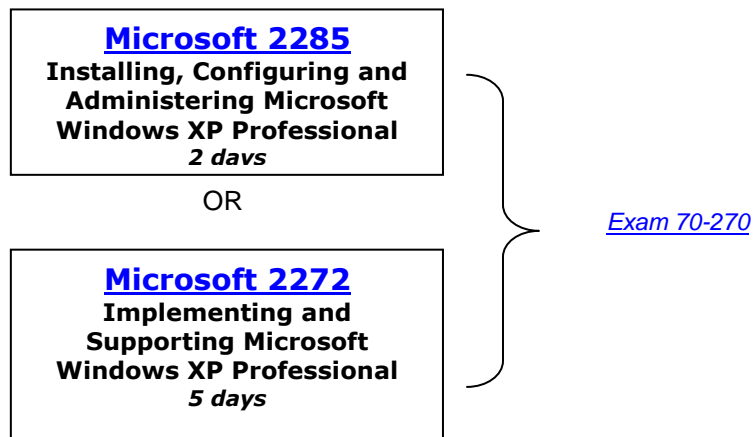 Microsoft 2285
Installing, Configuring and
Administering Microsoft
Windows XP Professional
2 days
OR
Exam 70-270
Microsoft 2272
Implementing and
Supporting Microsoft
Windows XP Professional
5 days